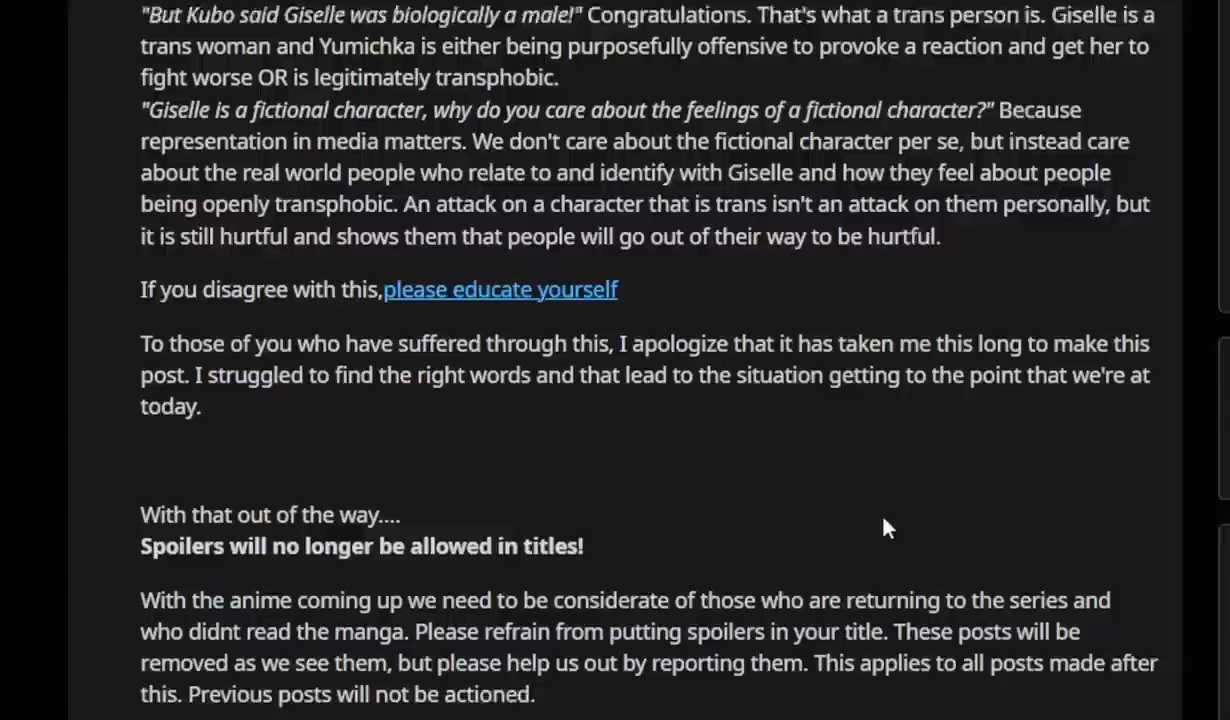 "But Kubo said Giselle was biologically a male!" Congratulations. That's what a trans person is. Giselle is a
trans woman and Yumichka is either being purposefully offensive to provoke a reaction and get her to
fight worse OR is legitimately transphobic.
"Giselle is a fictional character, why do you care about the feelings of a fictional character?" Because
representation in media matters. We don't care about the fictional character per se, but instead care
about the real world people who relate to and identify with Giselle and how they feel about people
being openly transphobic. An attack on a character that is trans isn't an attack on them personally, but
it is still hurtful and shows them that people will go out of their way to be hurtful.
If you disagree with this,please educate yourself
To those of you who have suffered through this, I apologize that it has taken me this long to make this
post. I struggled to find the right words and that lead to the situation getting to the point that we're at
today.
With that out of the way....
Spoilers will no longer be allowed in titles!
With the anime coming up we need to be considerate of those who are returning to the series and
who didnt read the manga. Please refrain from putting spoilers in your title. These posts will be
removed as we see them, but please help us out by reporting them. This applies to all posts made after
this. Previous posts will not be actioned.